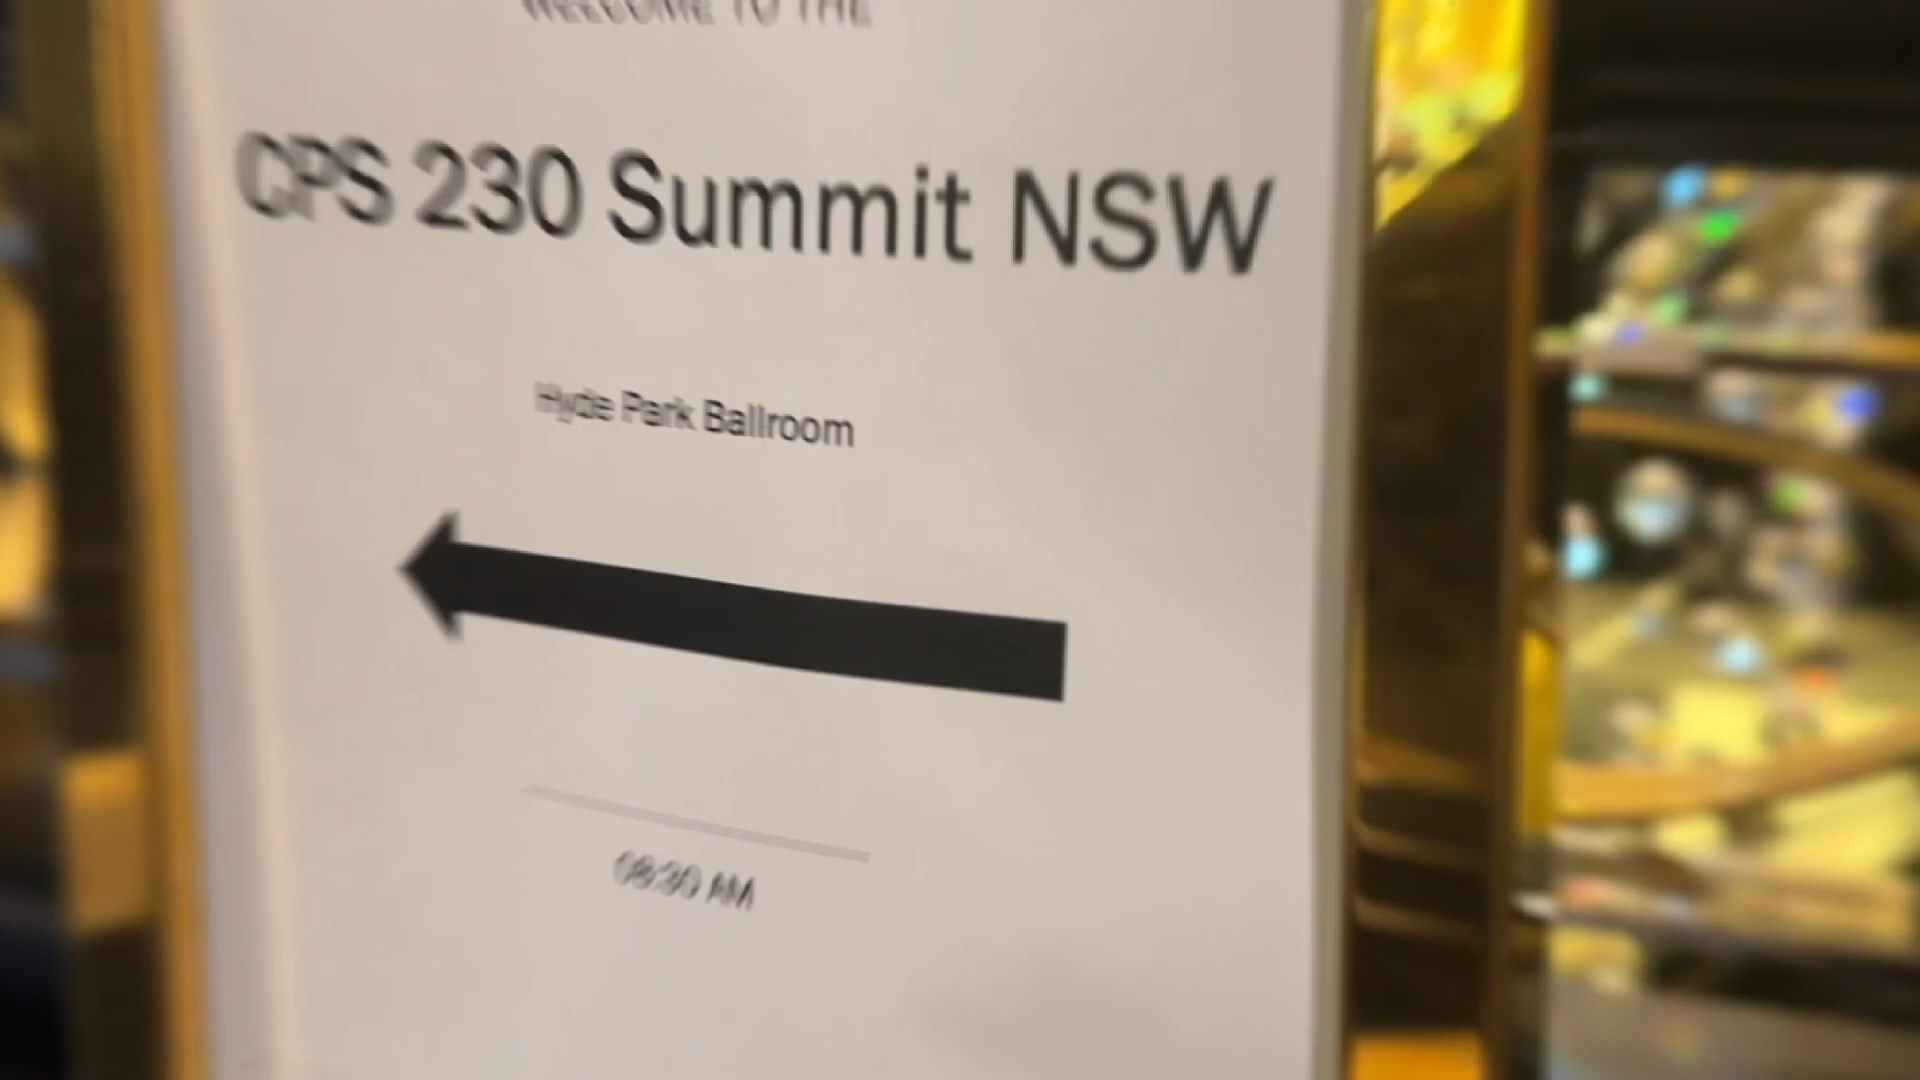 WELCOME TO THE
CPS 230 Summit NSW
Hyde Park Ballroom
08:30 AM